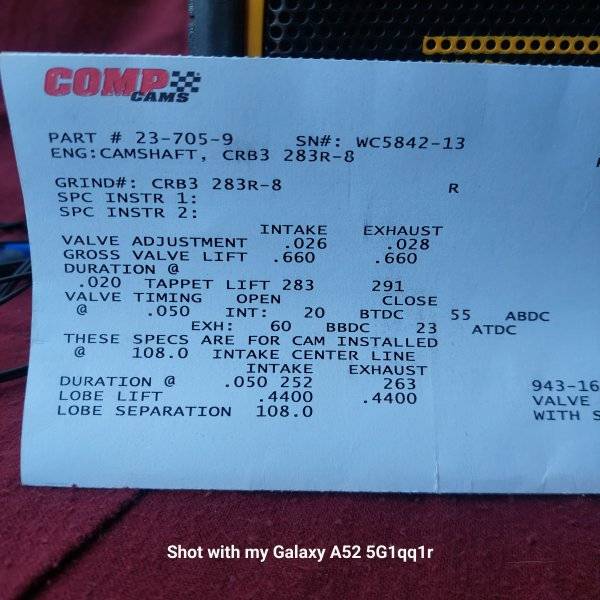 COMP
CAMS
PART # 23-705-9 SN#: WC5842-13
ENG:CAMSHAFT, CRB3 283R-8
GRIND#: CRB3 283R-8 R
SPC INSTR 1:
SPC INSTR 2:
INTAKE EXHAUST
VALVE ADJUSTMENT .026 .028
GROSS VALVE LIFT .660 .660
DURATION @
.020 TAPPET LIFT 283 291
VALVE TIMING OPEN CLOSE
@ .050 INT: 20 BTDC 55 ABDC
EXH: 60 BBDC 23 ATDC
THESE SPECS ARE FOR CAM INSTALLED
@ 108.0 INTAKE CENTER LINE
INTAKE EXHAUST
DURATION @ .050 252 263 943-16
LOBE LIFT .4400 .4400 VALVE
LOBE SEPARATION 108.0 WITH S
Shot with my Galaxy A52 5G1qq1r